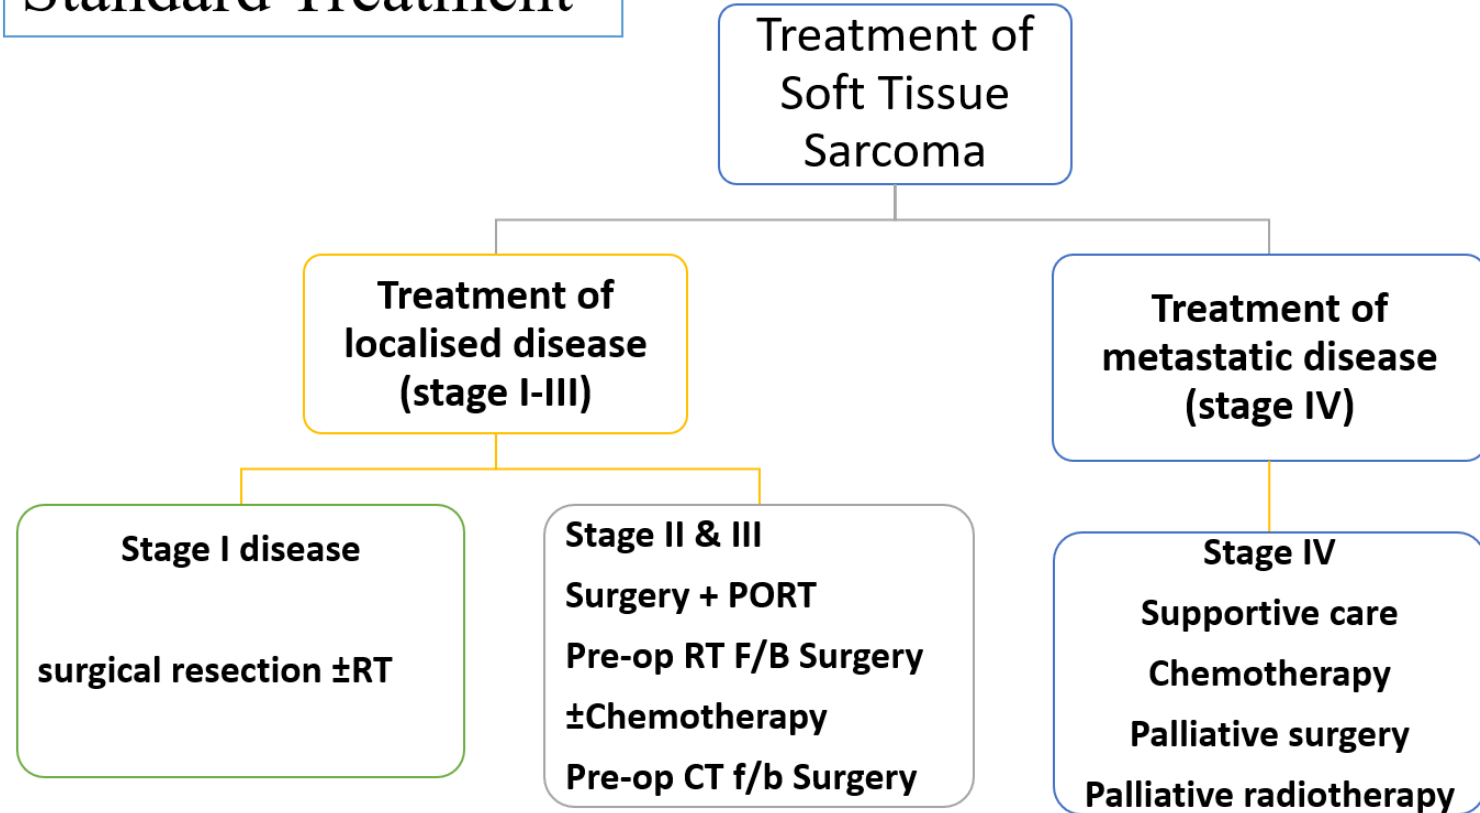 Standard Treatment
Treatment of
Soft Tissue
Sarcoma
Treatment of
localised disease
(stage I-III)
Treatment of
metastatic disease
(stage IV)
Stage I disease
surgical resection ±RT
Stage II & III
Surgery + PORT
Pre-op RT F/B Surgery
±Chemotherapy
Pre-op CT f/b Surgery
Stage IV
Supportive care
Chemotherapy
Palliative surgery
Palliative radiotherapy